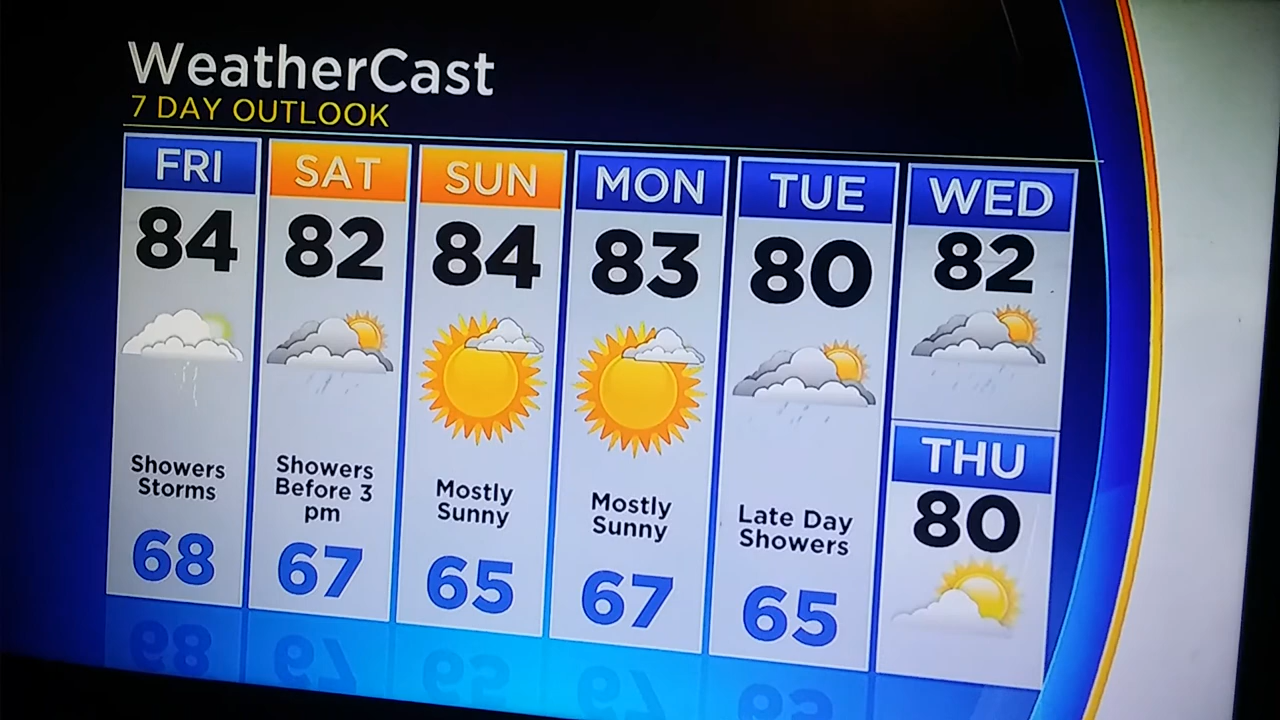 WeatherCast
7 DAY OUTLOOK
FRI
84
Showers
Storms
68
SAT
82
Showers
Before 3
pm
67
SUN
84
Mostly
Sunny
65
MON
83
Mostly
Sunny
67
TUE
80
Late Day
Showers
65
WED
82
THU
80